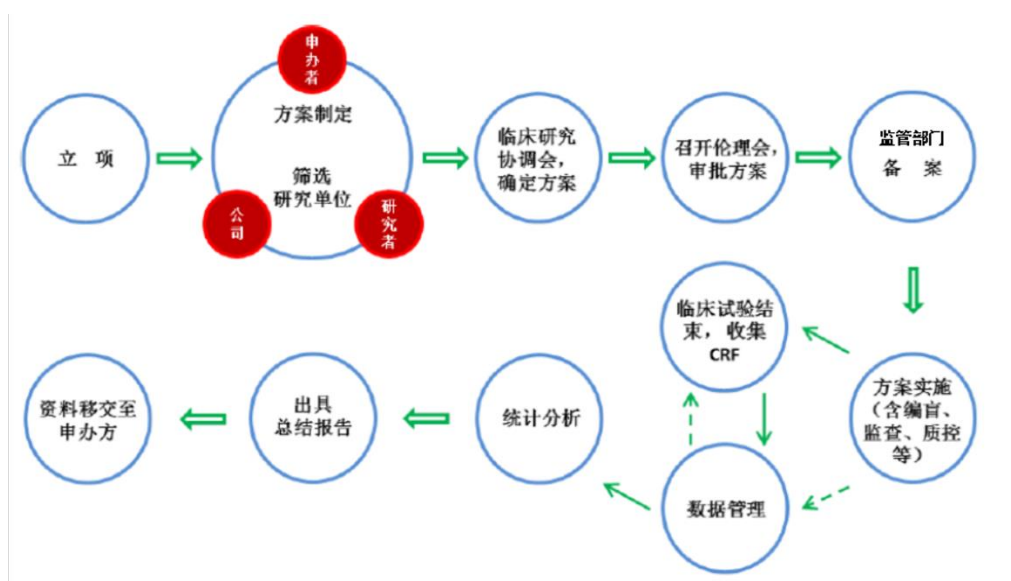 申办者
立 项
方案制定
筛选
研究单位
公司
研究者
临床研究
协调会，
确定方案
召开伦理会，
审批方案
监管部门
备 案
方案实施
（含编盲、
监查、质控
等）
临床试验结
束， 收集
CRF
数据管理
统计分析
出具
总结报告
资料移交至
申办方